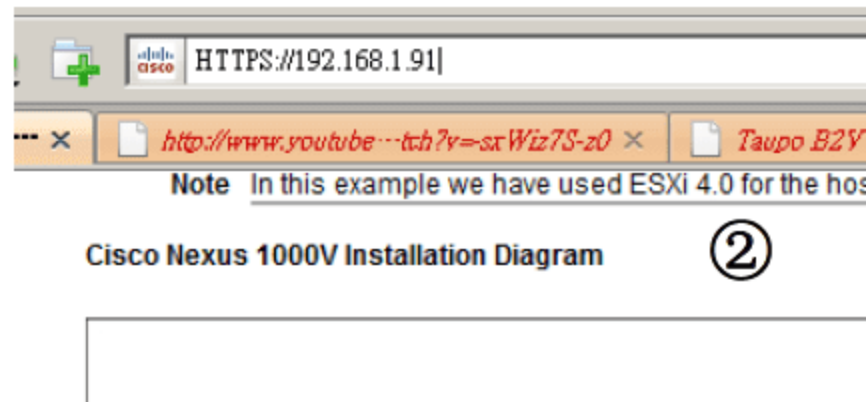 cisco HTTPS://192.168.1.91
--- http://www.youtube···tch?v=-sxWiz7S-z0 Taupo B2V
Note In this example we have used ESXi 4.0 for the hos
Cisco Nexus 1000V Installation Diagram ②